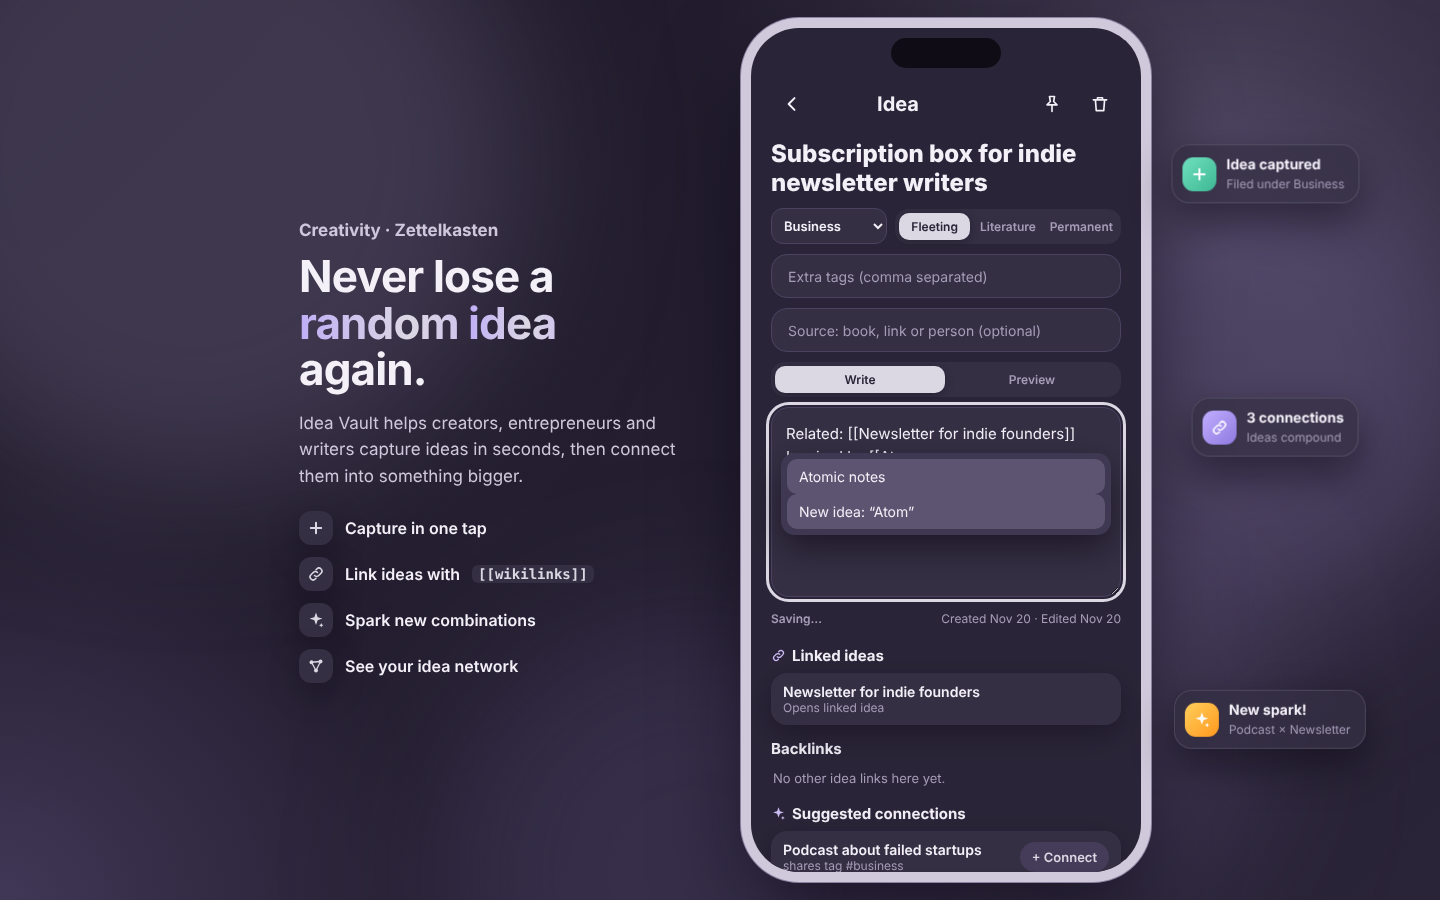 Creativity · Zettelkasten
Never lose a
random idea
again.
Idea Vault helps creators, entrepreneurs and
writers capture ideas in seconds, then connect
them into something bigger.
Capture in one tap
Link ideas with [[wikilinks]]
Spark new combinations
See your idea network
Idea
Subscription box for indie
newsletter writers
Business Fleeting Literature Permanent
Extra tags (comma separated)
Source: book, link or person (optional)
Write Preview
Related: [[Newsletter for indie founders]]
Atomic notes
New idea: “Atom”
Saving... Created Nov 20 · Edited Nov 20
Linked ideas
Newsletter for indie founders
Opens linked idea
Backlinks
No other idea links here yet.
Suggested connections
Podcast about failed startups
shares tag #business
+ Connect
Idea captured
Filed under Business
3 connections
Ideas compound
New spark!
Podcast × Newsletter